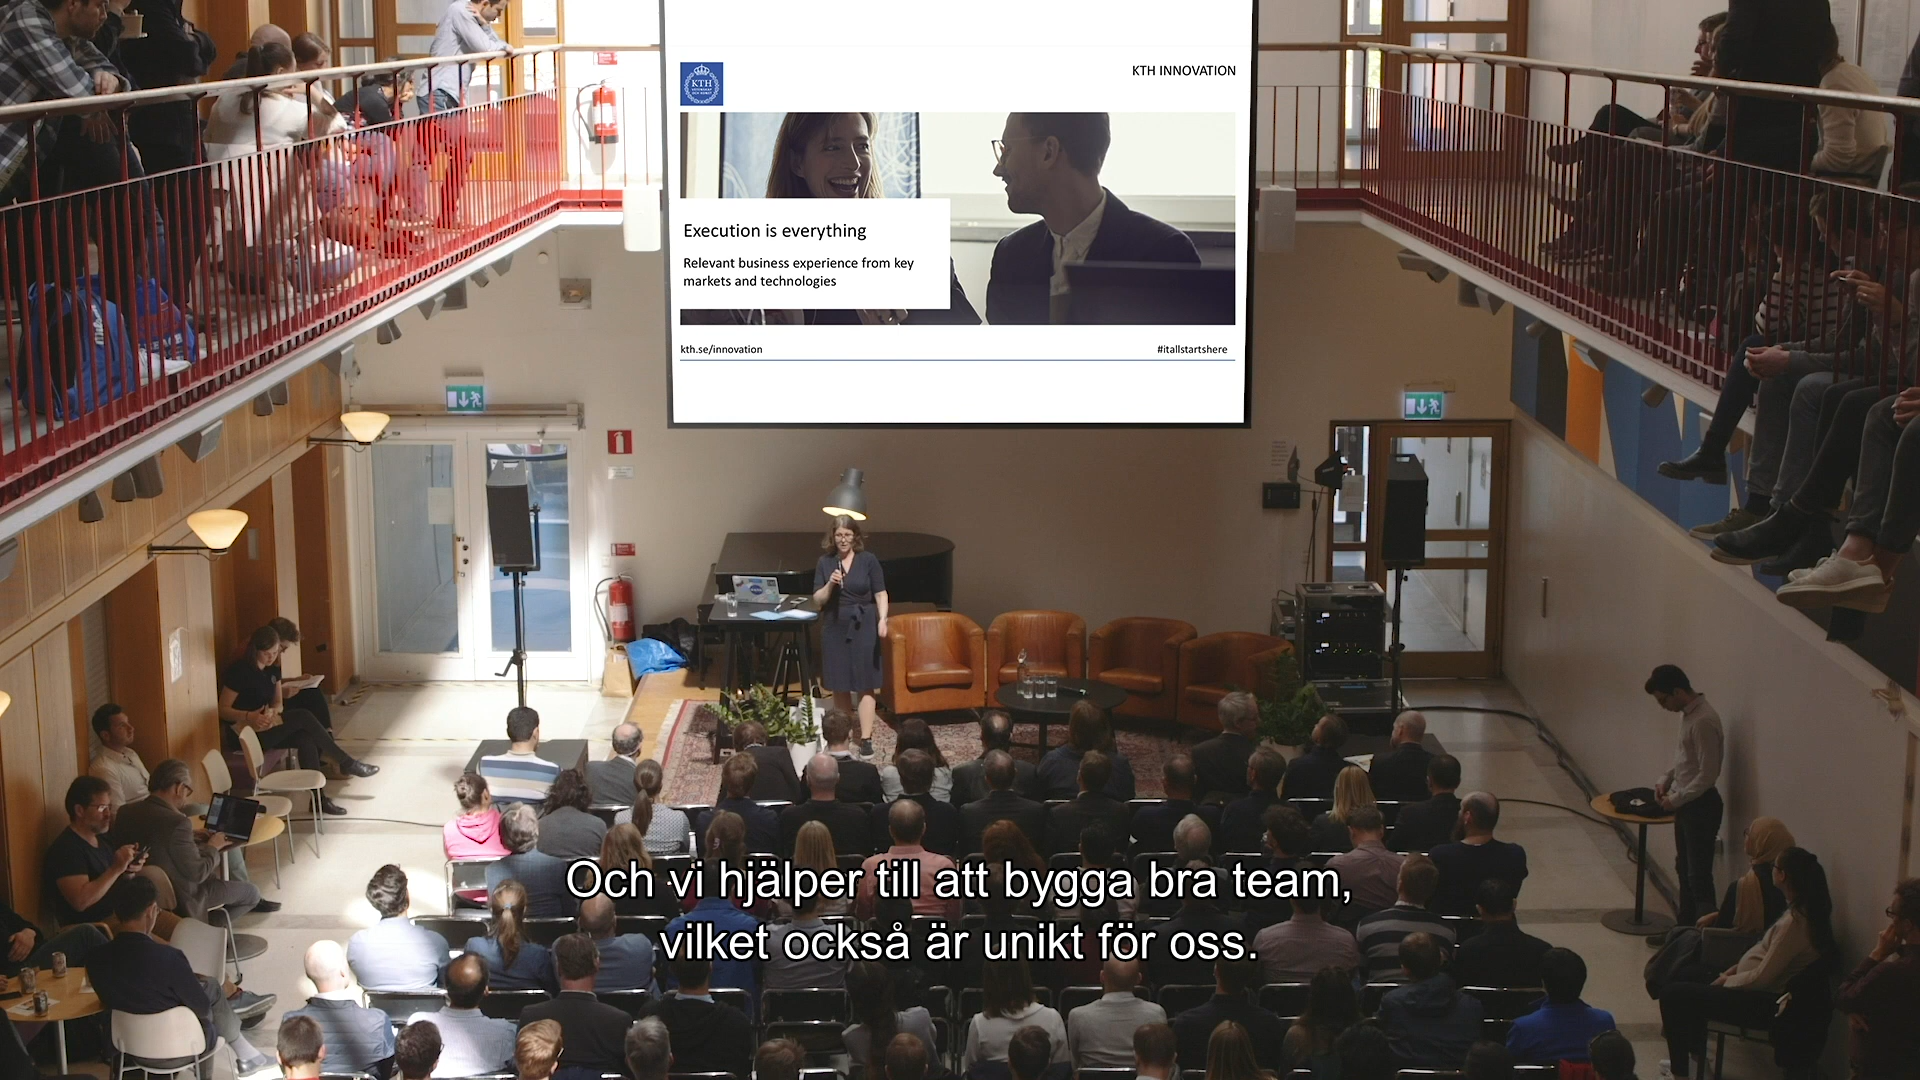 KTH
KTH INNOVATION
Execution is everything
Relevant business experience from key
markets and technologies
kth.se/innovation
#itallstartshere
Och vi hjälper till att bygga bra team,
vilket också är unikt för oss.